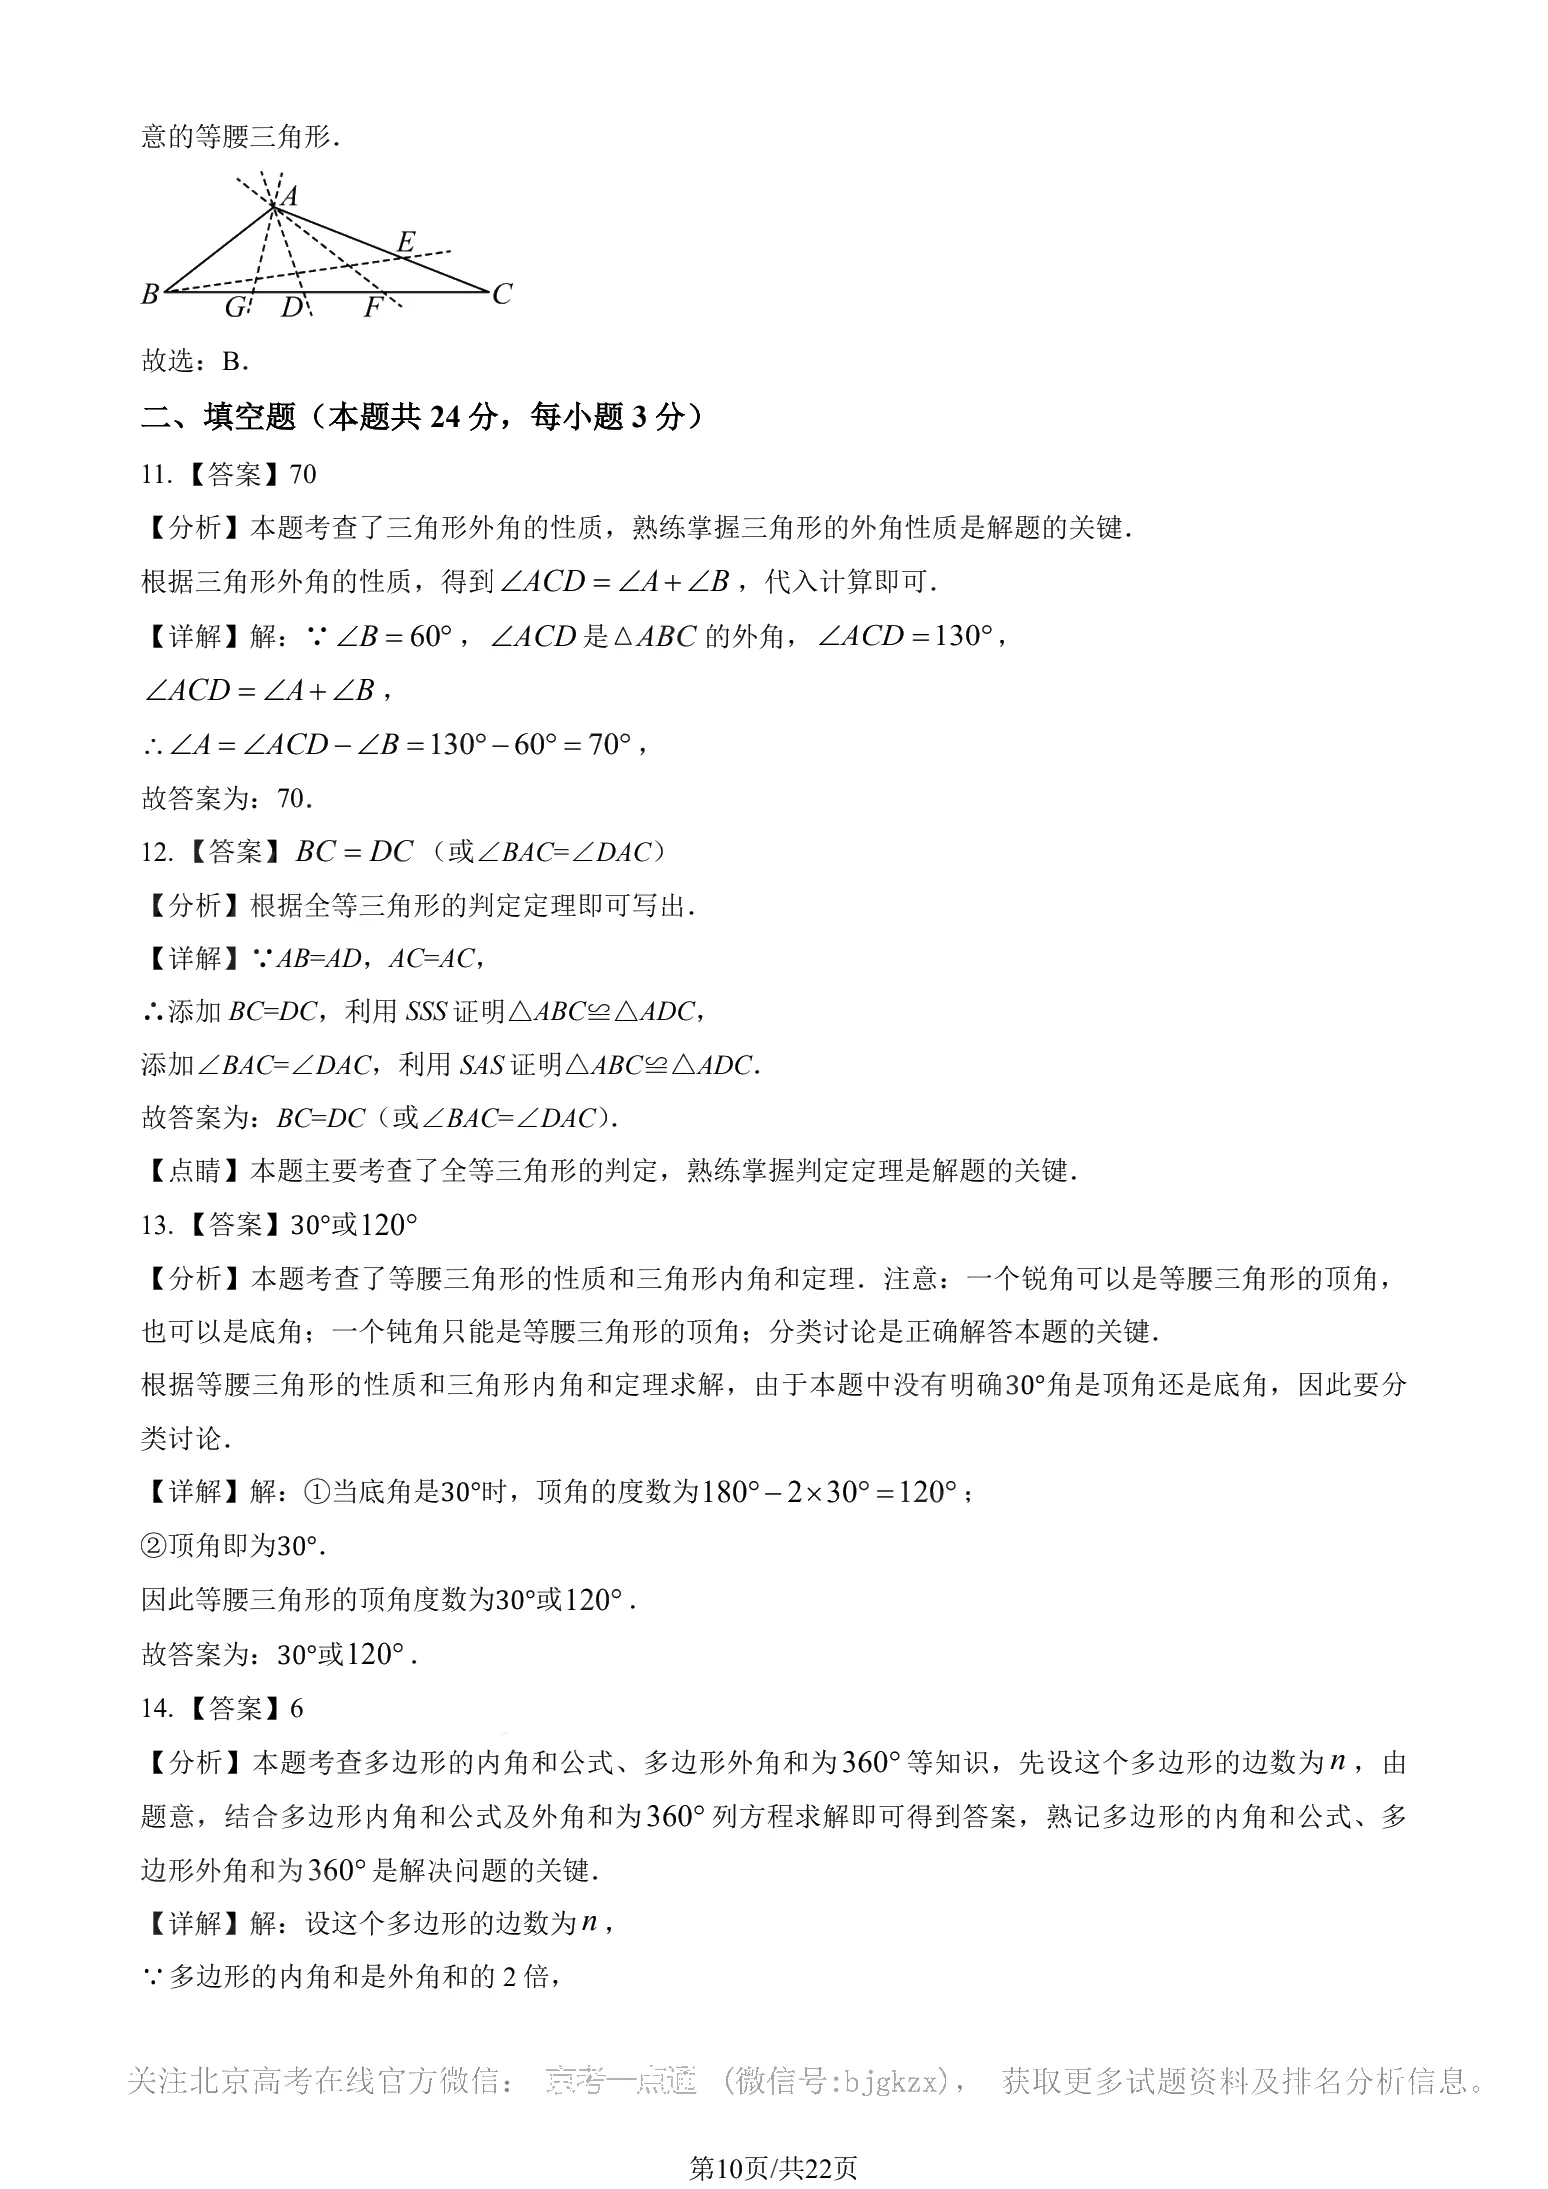 意的等腰三角形．
A
E
B
G
D
F
C
故选：B．
二、填空题（本题共 24 分，每小题 3 分）
11. 【答案】70
【分析】本题考查了三角形外角的性质，熟练掌握三角形的外角性质是解题的关键．
根据三角形外角的性质，得到∠ACD = ∠A + ∠B，代入计算即可．
【详解】解：∵∠B = 60°，∠ACD是△ABC 的外角，∠ACD = 130°，
∠ACD = ∠A + ∠B，
∴∠A = ∠ACD − ∠B = 130° − 60° = 70°，
故答案为：70．
12. 【答案】BC = DC（或∠BAC=∠DAC）
【分析】根据全等三角形的判定定理即可写出．
【详解】∵AB=AD，AC=AC，
∴添加 BC=DC，利用 SSS 证明△ABC≌△ADC，
添加∠BAC=∠DAC，利用 SAS 证明△ABC≌△ADC．
故答案为：BC=DC（或∠BAC=∠DAC）．
【点睛】本题主要考查了全等三角形的判定，熟练掌握判定定理是解题的关键．
13. 【答案】30°或120°
【分析】本题考查了等腰三角形的性质和三角形内角和定理．注意：一个锐角可以是等腰三角形的顶角，
也可以是底角；一个钝角只能是等腰三角形的顶角；分类讨论是正确解答本题的关键．
根据等腰三角形的性质和三角形内角和定理求解，由于本题中没有明确30°角是顶角还是底角，因此要分
类讨论．
【详解】解：①当底角是30°时，顶角的度数为180° − 2×30° = 120°；
②顶角即为30°．
因此等腰三角形的顶角度数为30°或120°．
故答案为：30°或120°．
14. 【答案】6
【分析】本题考查多边形的内角和公式、多边形外角和为360°等知识，先设这个多边形的边数为n，由
题意，结合多边形内角和公式及外角和为360°列方程求解即可得到答案，熟记多边形的内角和公式、多
边形外角和为360°是解决问题的关键．
【详解】解：设这个多边形的边数为n，
∵多边形的内角和是外角和的 2 倍，
关注北京高考在线官方微信： 京考一点通 (微信号:bjgkzx)， 获取更多试题资料及排名分析信息。
第10页/共22页